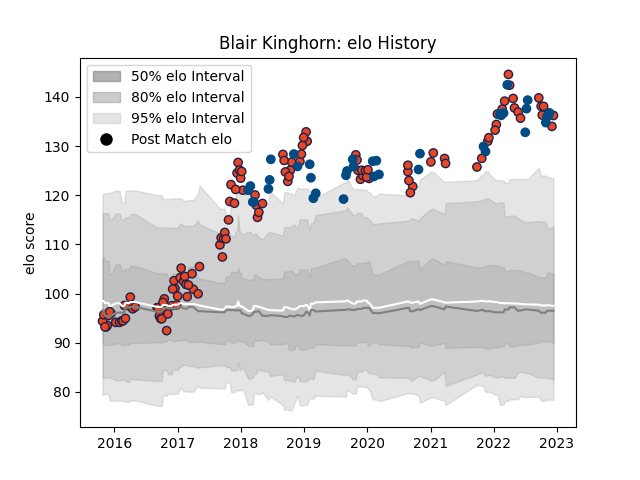 Blair Kinghorn: elo History
50% elo Interval
80% elo Interval
95% elo Interval
Post Match elo
elo score
140
130
120
110
100
90
80
2016 2017 2018 2019 2020 2021 2022 2023